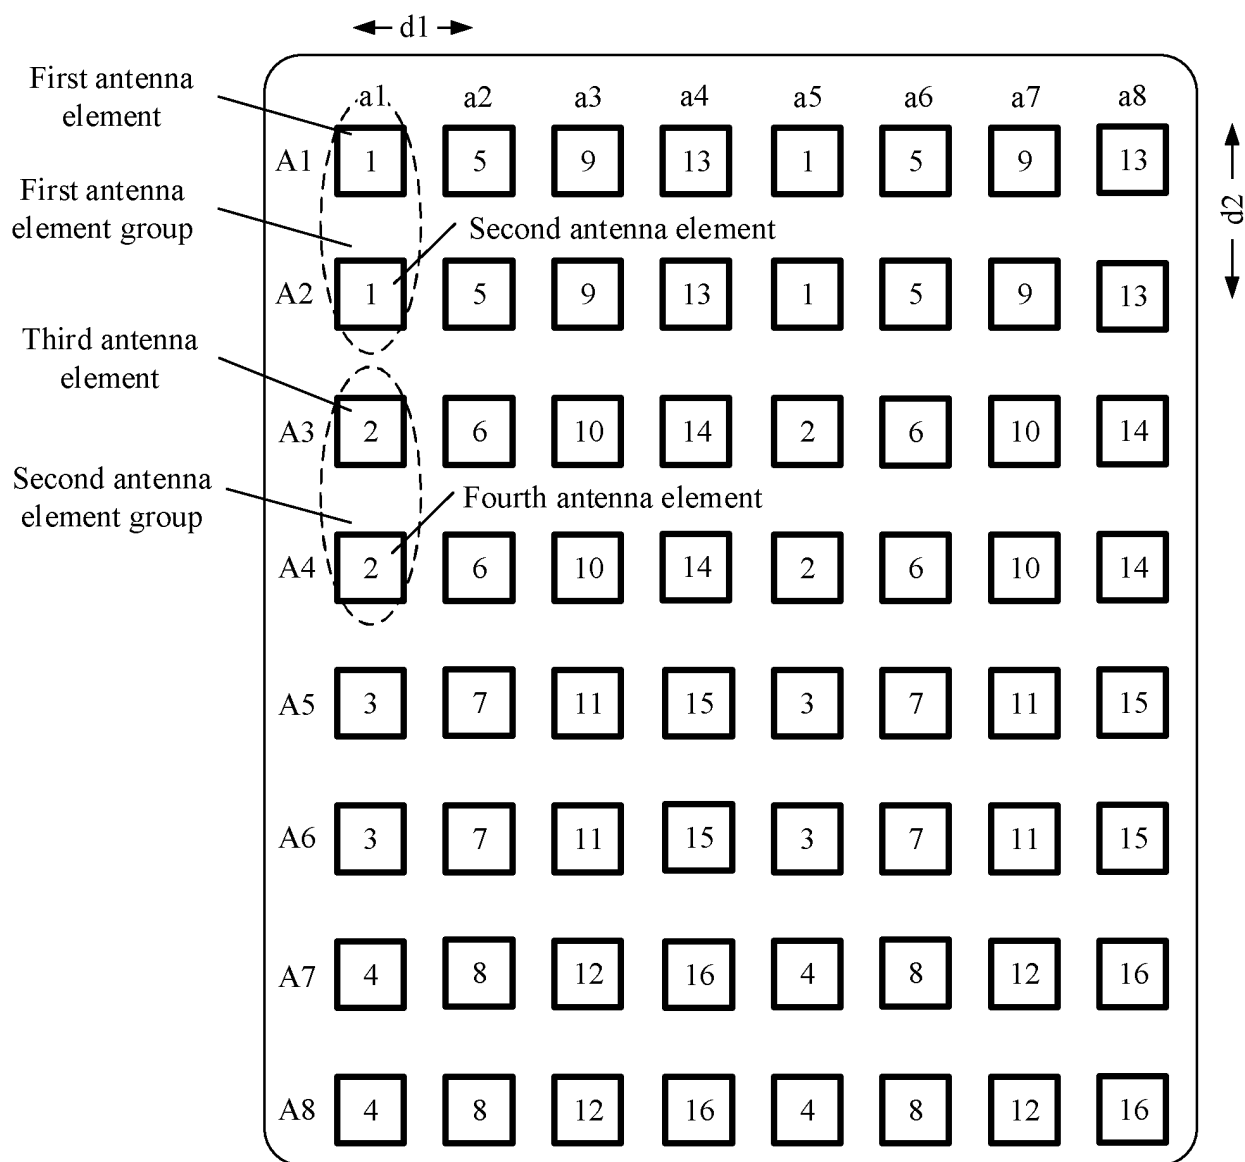 d1
First antenna
element
a1 a2 a3 a4 a5 a6 a7 a8
A1 1 5 9 13 1 5 9 13
First antenna
element group
Second antenna element
d2
A2 1 5 9 13 1 5 9 13
Third antenna
element
A3 2 6 10 14 2 6 10 14
Second antenna
element group
Fourth antenna element
A4 2 6 10 14 2 6 10 14
A5 3 7 11 15 3 7 11 15
A6 3 7 11 15 3 7 11 15
A7 4 8 12 16 4 8 12 16
A8 4 8 12 16 4 8 12 16